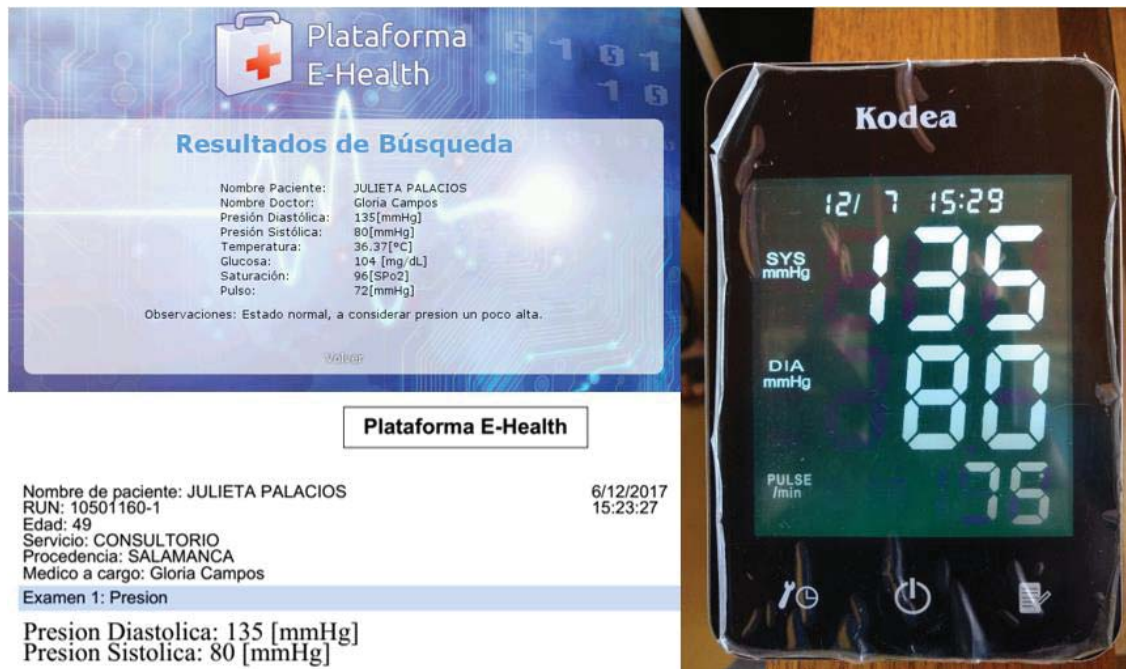 Plataforma
E-Health
Resultados de Búsqueda
Nombre Paciente: JULIETA PALACIOS
Nombre Doctor: Gloria Campos
Presión Diastólica: 135[mmHg]
Presión Sistólica: 80[mmHg]
Temperatura: 36.37[°C]
Glucosa: 104 [mg/dL]
Saturación: 96[SPo2]
Pulso: 72[mmHg]
Observaciones: Estado normal, a considerar presion un poco alta.
Volver
Plataforma E-Health
Nombre de paciente: JULIETA PALACIOS 6/12/2017
RUN: 10501160-1 15:23:27
Edad: 49
Servicio: CONSULTORIO
Procedencia: SALAMANCA
Medico a cargo: Gloria Campos
Examen 1: Presion
Presion Diastolica: 135 [mmHg]
Presion Sistolica: 80 [mmHg]
Kodea
12/ 7 15:29
SYS
mmHg 135
DIA
mmHg 80
PULSE
/min 75